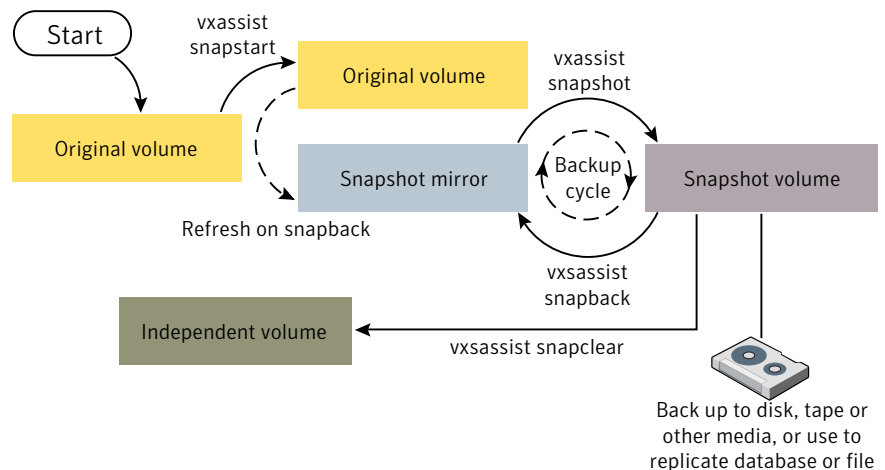 Start
vxassist
snapstart
Original volume
Original volume
vxassist
snapshot
Snapshot mirror
Backup
cycle
Snapshot volume
Refresh on snapback
vxsassist
snapback
Independent volume
vxsassist snapclear
Back up to disk, tape or
other media, or use to
replicate database or file